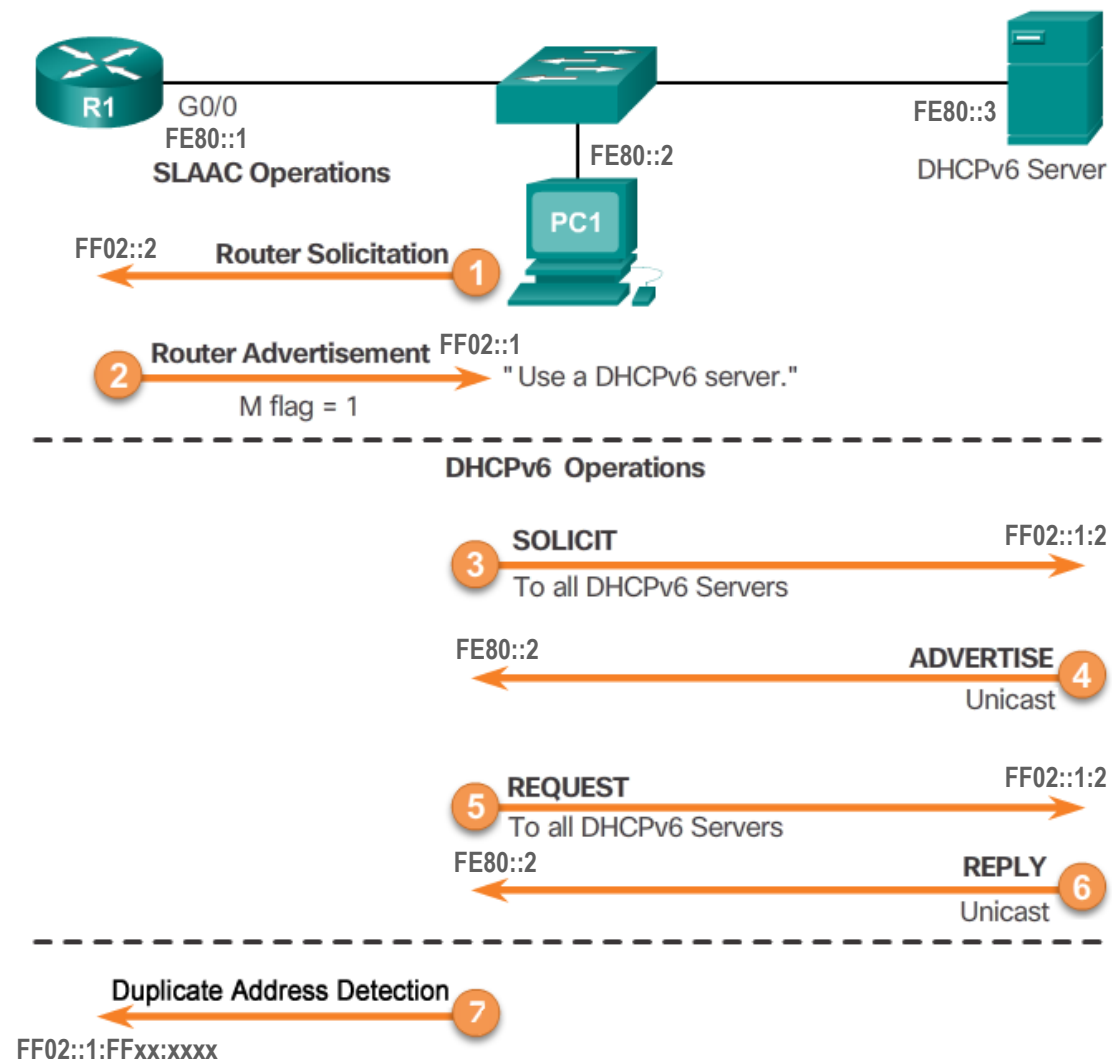 R1
G0/0
FE80::1
FE80::2
FE80::3
DHCPv6 Server
PC1
SLAAC Operations
FF02::2
Router Solicitation
1
2
Router Advertisement
FF02::1
"Use a DHCPv6 server."
M flag = 1
DHCPv6 Operations
3
SOLICIT
FF02::1:2
To all DHCPv6 Servers
FE80::2
ADVERTISE
4
Unicast
5
REQUEST
FF02::1:2
To all DHCPv6 Servers
FE80::2
REPLY
6
Unicast
Duplicate Address Detection
7
FF02::1:FFxx:xxxx